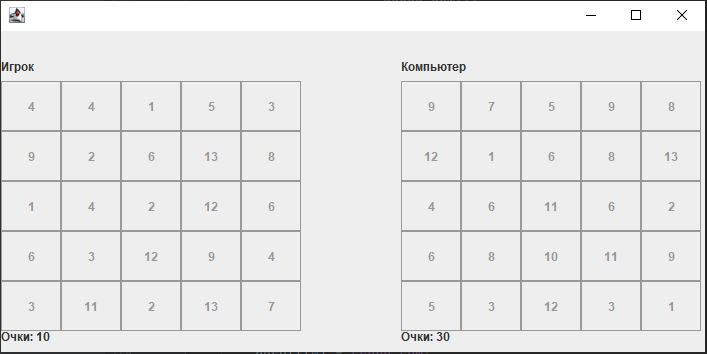 Игрок
4 4 1 5 3
9 2 6 13 8
1 4 2 12 6
6 3 12 9 4
3 11 2 13 7
Очки: 10
Компьютер
9 7 5 9 8
12 1 6 8 13
4 6 11 6 2
6 8 10 11 9
5 3 12 3 1
Очки: 30